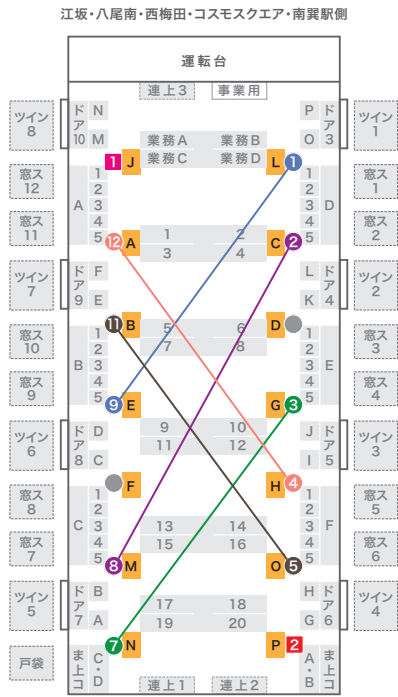 江坂・八尾南・西梅田・コスモスクエア・南巽駅側
運転台
連上3 事業用
ツイン8 ドア10 N M 業務A 業務B P O ドア3 ツイン1
1 J 業務C 業務D L 1
窓ス12 A 1 2 3 4 5 1 2 3 4 5 D 窓ス1
窓ス11 12 A 1 2 C 2 窓ス2
3 4
ツイン7 ドア9 F E L K ドア4 ツイン2
11 B 5 6 D
窓ス10 B 1 2 3 4 5 7 8 1 2 3 4 5 E 窓ス3
窓ス9 9 E G 3 窓ス4
ツイン6 ドア8 D C 9 10 J I ドア5 ツイン3
11 12
窓ス8 F H 4 窓ス5
C 1 2 3 4 5 13 14 1 2 3 4 5 F
窓ス7 8 M 15 16 O 5 窓ス6
ツイン5 ドア7 B A 17 18 H G ドア6 ツイン4
19 20
戸袋 ま上コ C・D 7 N P 2 A・B ま上コ
連上1 連上2